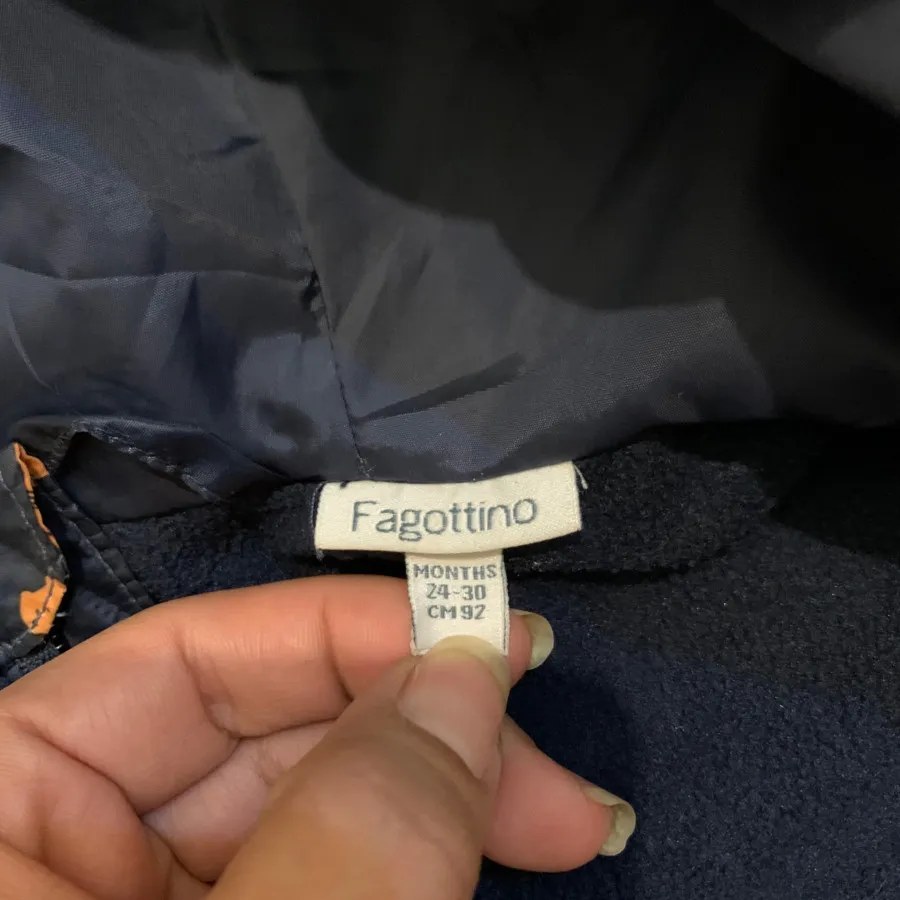 Fagottino
MONTHS
24-30
CM 92